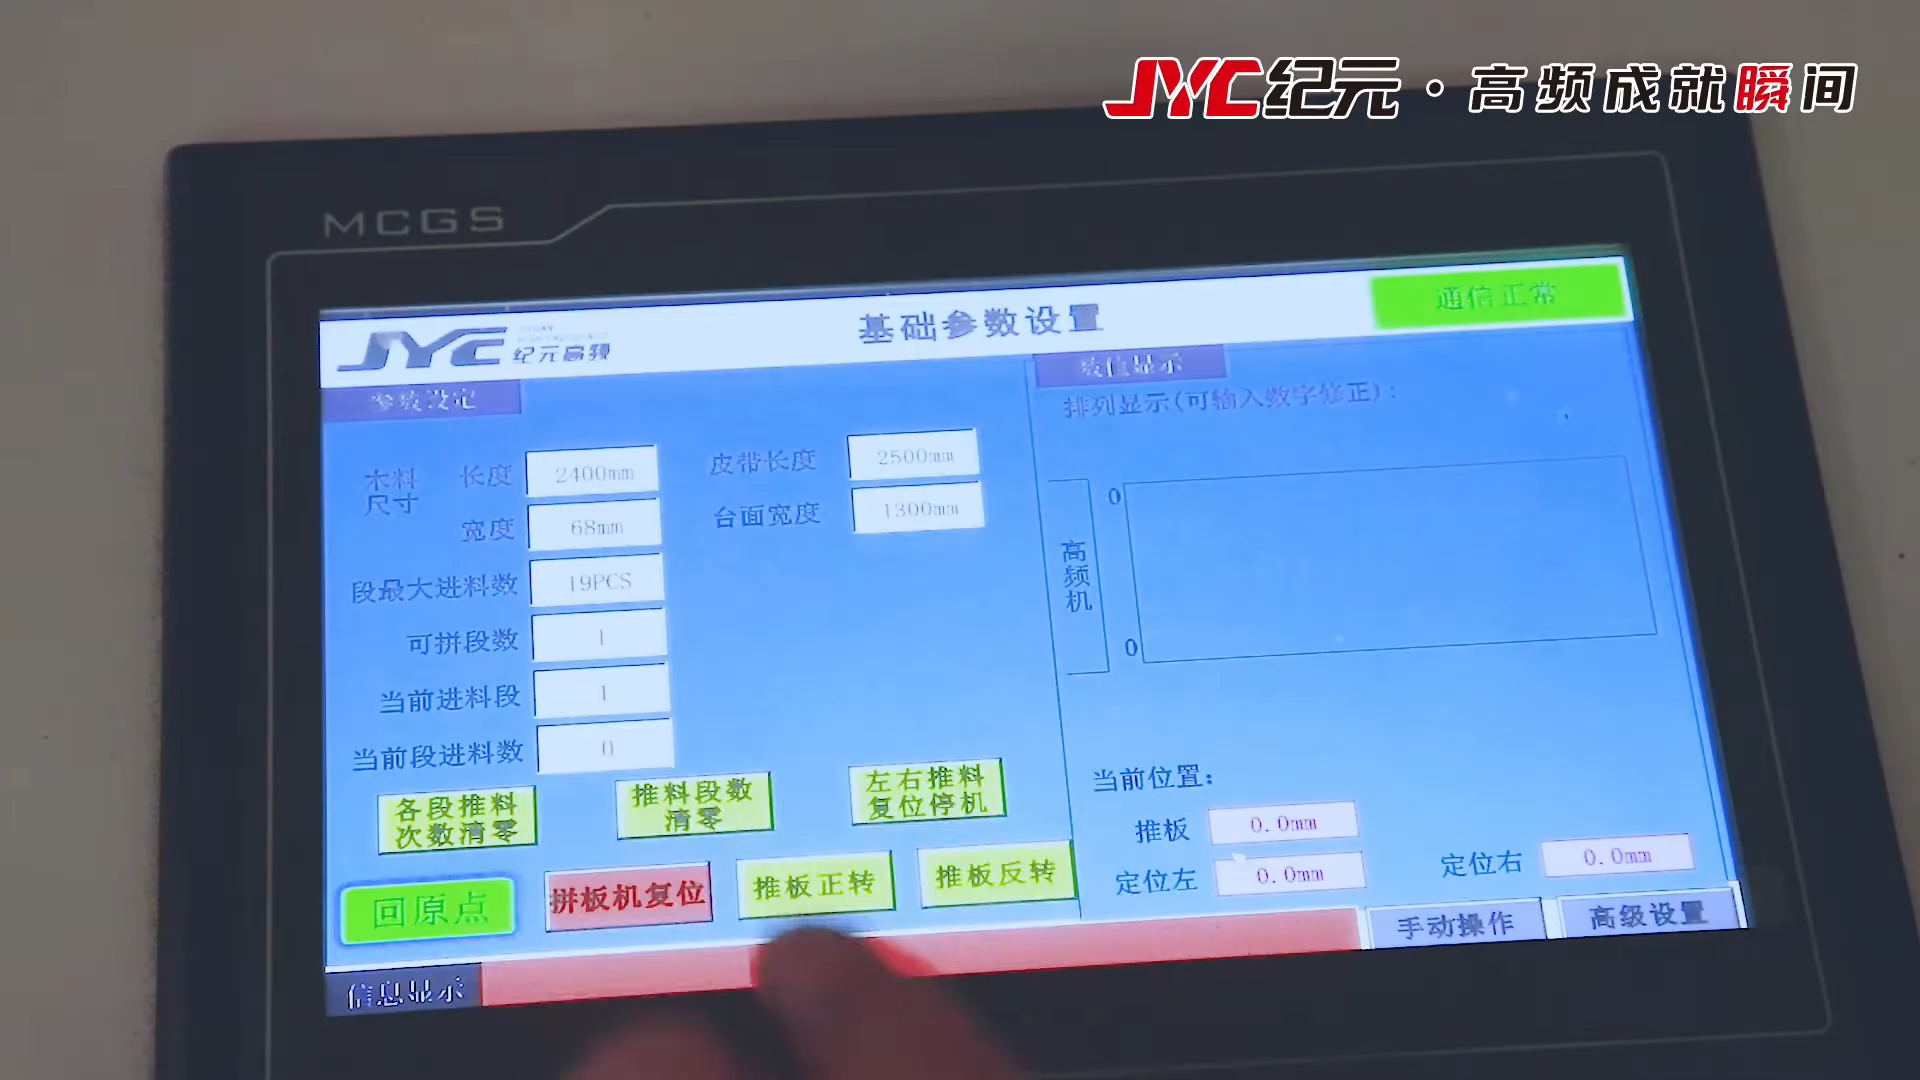 JYC纪元·高频成就瞬间
MCGS
JYC 纪元高频
基础参数设置
通信正常
参数设定
数值显示
排列显示(可输入数字修正):
木料尺寸
长度
2400mm
皮带长度
2500mm
宽度
68mm
台面宽度
1300mm
段最大进料数
19PCS
可拼段数
1
当前进料段
1
当前段进料数
0
高频机
0
0
各段推料
次数清零
推料段数
清零
左右推料
复位停机
回原点
拼板机复位
推板正转
推板反转
当前位置:
推板
0.0mm
定位左
0.0mm
定位右
0.0mm
手动操作
高级设置
信息显示